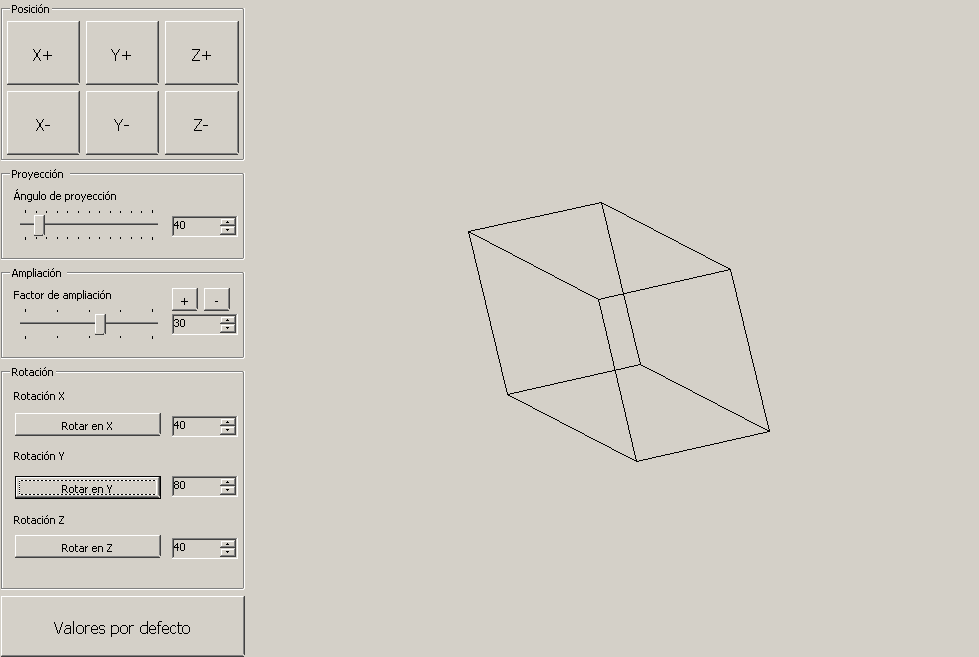 Posición
X+ Y+ Z+
X- Y- Z-
Proyección
Ángulo de proyección
40
Ampliación
Factor de ampliación
+ -
30
Rotación
Rotación X
Rotar en X 40
Rotación Y
Rotar en Y 80
Rotación Z
Rotar en Z 40
Valores por defecto